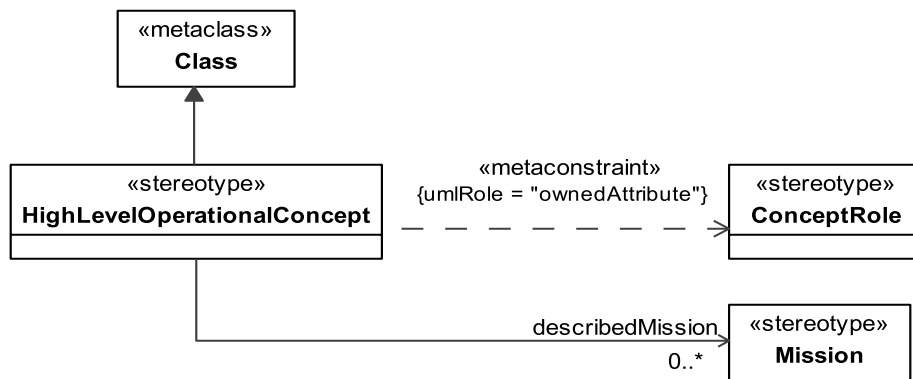 «metaclass»
Class
«stereotype»
HighLevelOperationalConcept
«metaconstraint»
{umlRole = "ownedAttribute"}
«stereotype»
ConceptRole
describedMission
0..*
«stereotype»
Mission